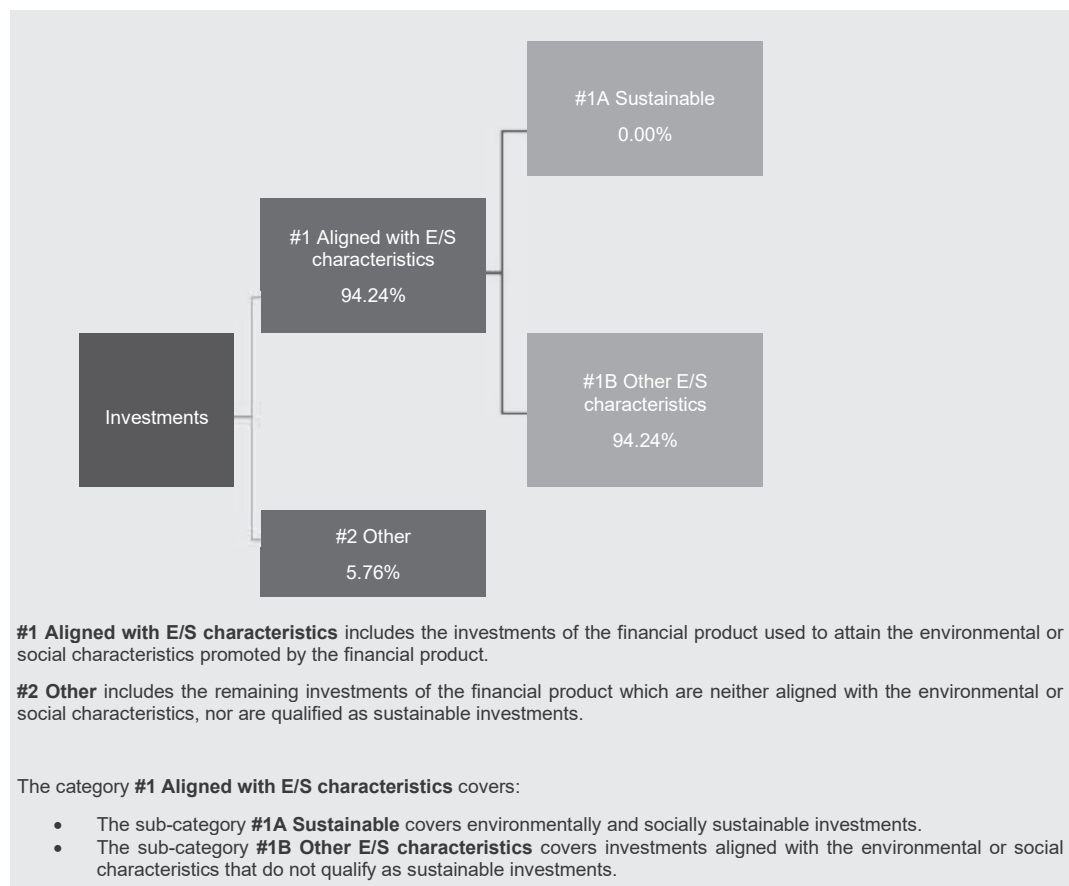 #1A Sustainable
0.00%
#1 Aligned with E/S
characteristics
94.24%
Investments
#1B Other E/S
characteristics
94.24%
#2 Other
5.76%
#1 Aligned with E/S characteristics includes the investments of the financial product used to attain the environmental or
social characteristics promoted by the financial product.
#2 Other includes the remaining investments of the financial product which are neither aligned with the environmental or
social characteristics, nor are qualified as sustainable investments.
The category #1 Aligned with E/S characteristics covers:
• The sub-category #1A Sustainable covers environmentally and socially sustainable investments.
• The sub-category #1B Other E/S characteristics covers investments aligned with the environmental or social
characteristics that do not qualify as sustainable investments.